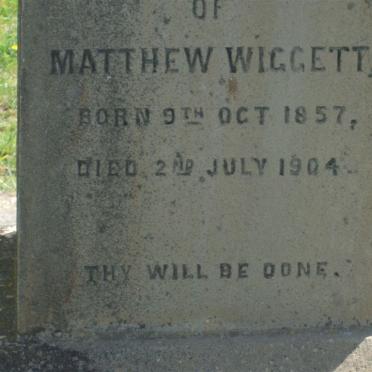 OF
MATTHEW WIGGETT,
BORN 9TH OCT 1857,
DIED 2ND JULY 1904
THY WILL BE DONE.